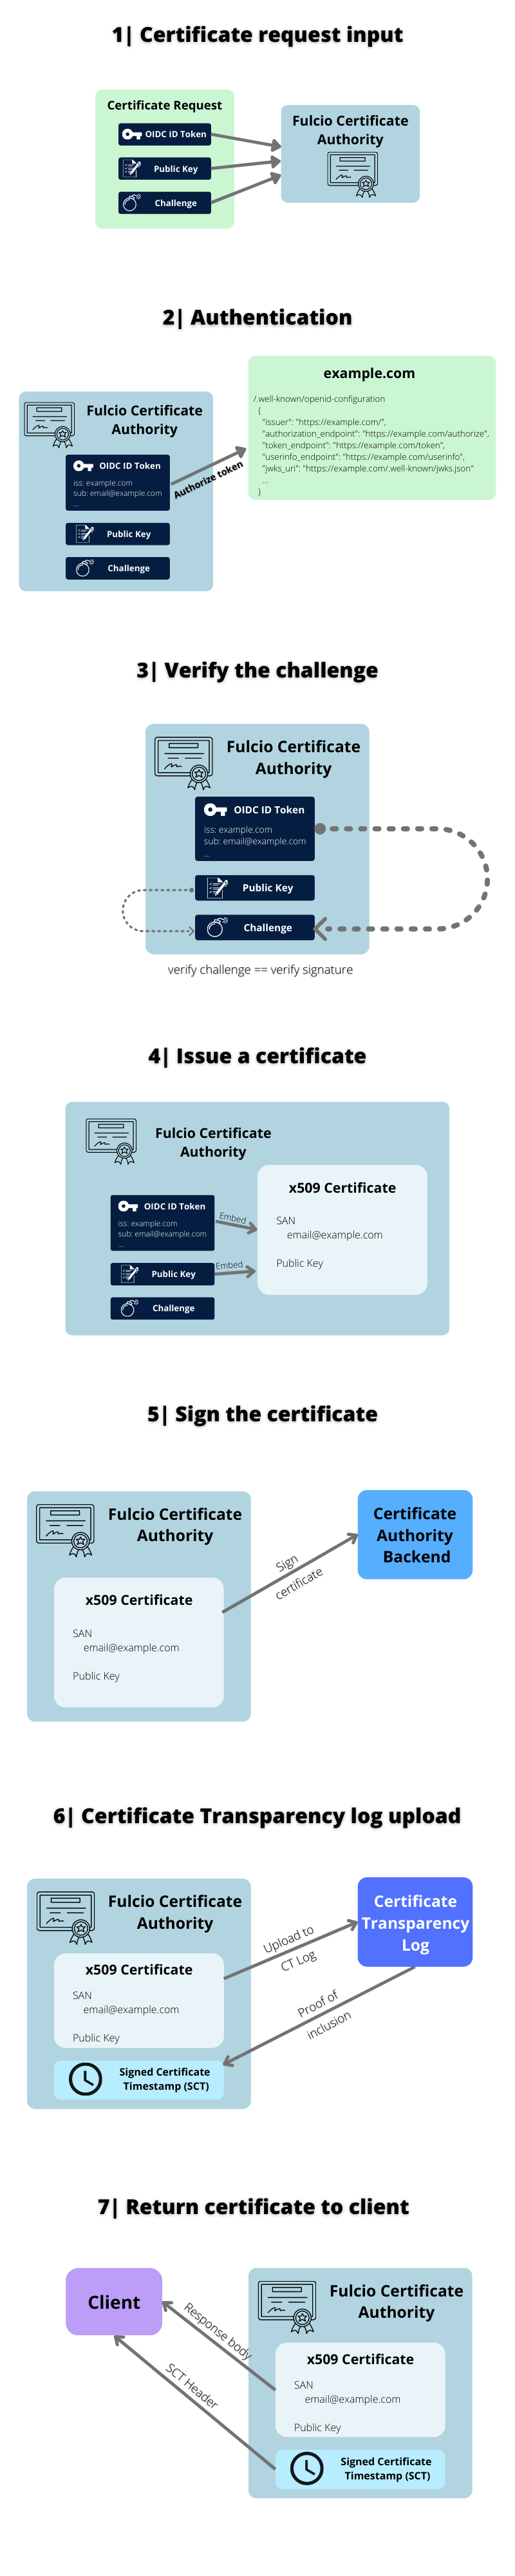 1| Certificate request input
Certificate Request
OIDC ID Token
Public Key
Challenge
Fulcio Certificate
Authority
2| Authentication
Fulcio Certificate
Authority
OIDC ID Token
iss: example.com
sub: email@example.com
...
Public Key
Challenge
Authorize token
example.com
/.well-known/openid-configuration
{
"issuer": "https://example.com/",
"authorization_endpoint": "https://example.com/authorize",
"token_endpoint": "https://example.com/token",
"userinfo_endpoint": "https://example.com/userinfo",
"jwks_uri": "https://example.com/.well-known/jwks.json"
...
}
3| Verify the challenge
Fulcio Certificate
Authority
OIDC ID Token
iss: example.com
sub: email@example.com
...
Public Key
Challenge
verify challenge == verify signature
4| Issue a certificate
Fulcio Certificate
Authority
OIDC ID Token
iss: example.com
sub: email@example.com
...
Public Key
Challenge
Embed
Embed
x509 Certificate
SAN
email@example.com
Public Key
5| Sign the certificate
Fulcio Certificate
Authority
x509 Certificate
SAN
email@example.com
Public Key
Sign
certificate
Certificate
Authority
Backend
6| Certificate Transparency log upload
Fulcio Certificate
Authority
x509 Certificate
SAN
email@example.com
Public Key
Signed Certificate
Timestamp (SCT)
Upload to
CT Log
Proof of
inclusion
Certificate
Transparency
Log
7| Return certificate to client
Client
Response body
SCT Header
Fulcio Certificate
Authority
x509 Certificate
SAN
email@example.com
Public Key
Signed Certificate
Timestamp (SCT)